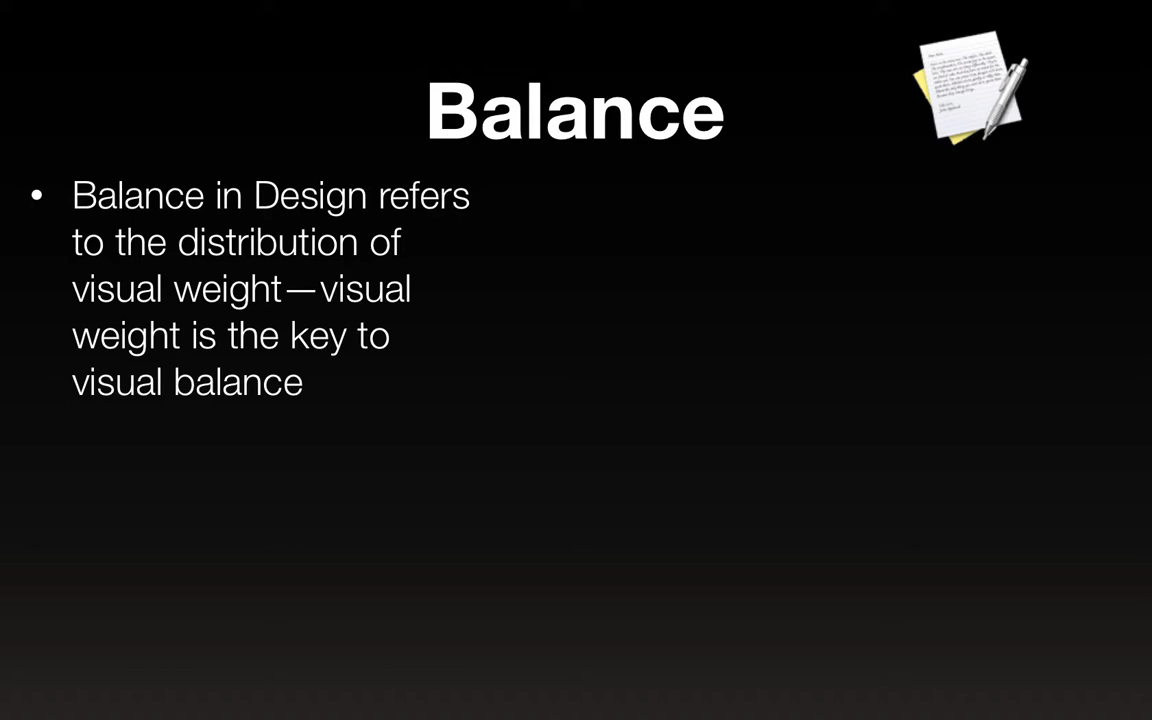 Balance
• Balance in Design refers
to the distribution of
visual weight—visual
weight is the key to
visual balance